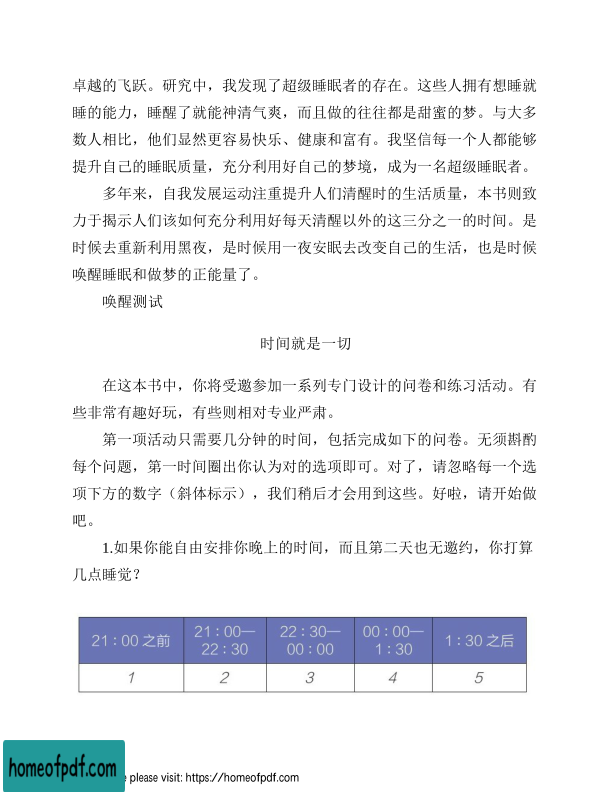 卓越的飞跃。研究中，我发现了超级睡眠者的存在。这些人拥有想睡就
睡的能力，睡醒了就能神清气爽，而且做的往往都是甜蜜的梦。与大多
数人相比，他们显然更容易快乐、健康和富有。我坚信每一个人都能够
提升自己的睡眠质量，充分利用好自己的梦境，成为一名超级睡眠者。
多年来，自我发展运动注重提升人们清醒时的生活质量，本书则致
力于揭示人们该如何充分利用好每天清醒以外的这三分之一的时间。是
时候去重新利用黑夜，是时候用一夜安眠去改变自己的生活，也是时候
唤醒睡眠和做梦的正能量了。
唤醒测试
时间就是一切
在这本书中，你将受邀参加一系列专门设计的问卷和练习活动。有
些非常有趣好玩，有些则相对专业严肃。
第一项活动只需要几分钟的时间，包括完成如下的问卷。无须斟酌
每个问题，第一时间圈出你认为对的选项即可。对了，请忽略每一个选
项下方的数字（斜体标示），我们稍后才会用到这些。好啦，请开始做
吧。
1.如果你能自由安排你晚上的时间，而且第二天也无邀约，你打算
几点睡觉？
21：00 之前 21：00—22：30 22：30—00：00 00：00—1：30 1：30 之后
1 2 3 4 5
homeofpdf.com
e please visit: https://homeofpdf.com